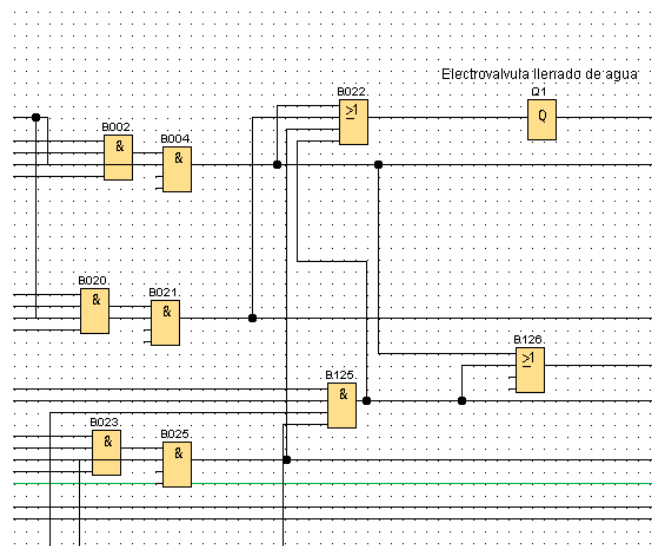 Electrovalvula llenado de agua
B022
Q1
≥1
Q
B002
&
B004
&
B020
&
B021
&
B126
≥1
B125
&
B023
&
B025
&